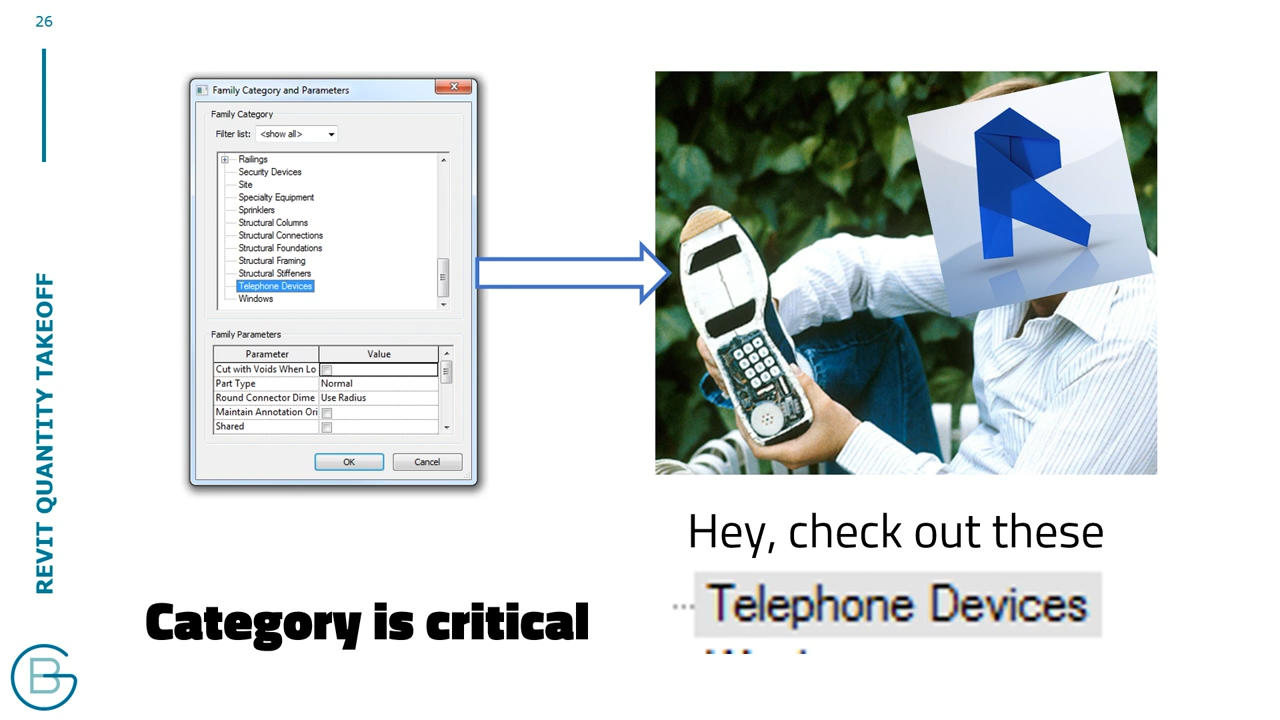 26
REVIT QUANTITY TAKEOFF
Family Category and Parameters
Family Category
Filter list: <show all>
Railings
Security Devices
Site
Specialty Equipment
Sprinklers
Structural Columns
Structural Connections
Structural Foundations
Structural Framing
Structural Stiffeners
Telephone Devices
Windows
Family Parameters
Parameter Value
Cut with Voids When Lo
Part Type Normal
Round Connector Dime Use Radius
Maintain Annotation Ori
Shared
OK Cancel
Hey, check out these
Telephone Devices
Category is critical